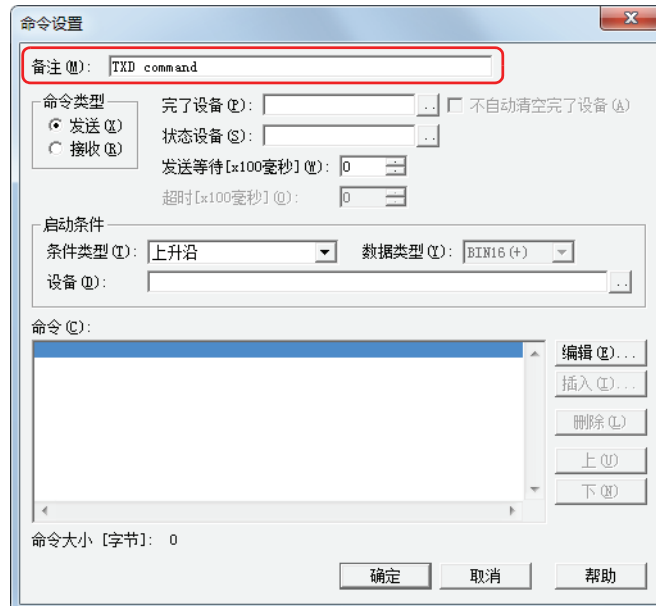 命令设置
备注(M): TXD command
命令类型
发送(X)
接收(R)
完了设备(P): ..
不自动清空完了设备(A)
状态设备(S): ..
发送等待[x100毫秒](W): 0
超时[x100毫秒](O): 0
启动条件
条件类型(T): 上升沿 数据类型(Y): BIN16(+)
设备(D): ..
命令(C):
编辑(E)...
插入(I)...
删除(L)
上(U)
下(N)
命令大小 [字节]: 0
确定 取消 帮助